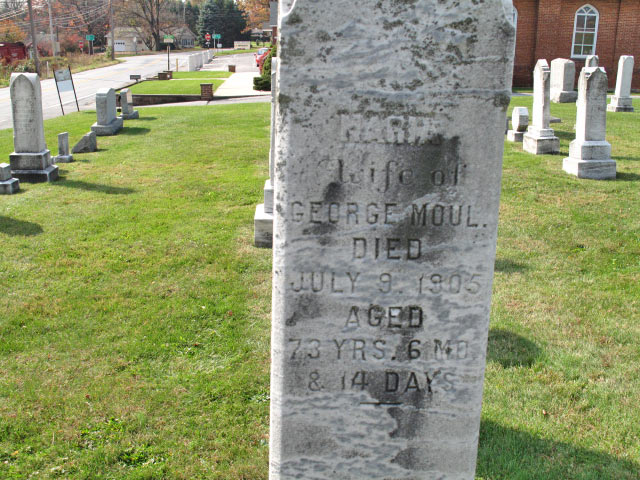 Wife of
GEORGE MOUL.
DIED
JULY 9, 1905
AGED
73 YRS. 6 MO.
& 14 DAYS